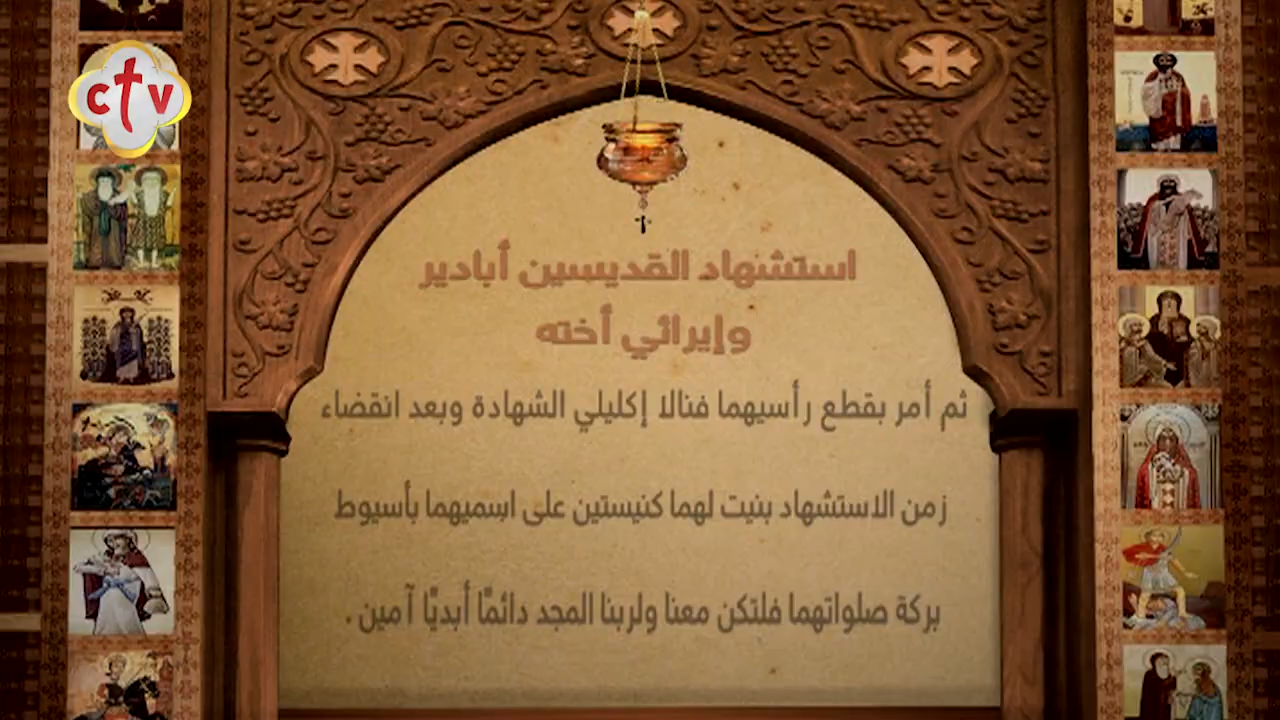 ctv
استشهاد القديسين أبادير
وإيرائي أخته
ثم أمر بقطع رأسيهما فنالا إكليلي الشهادة وبعد انقضاء
زمن الاستشهاد بنيت لهما كنيستين على اسميهما بأسيوط
بركة صلواتهما فلتكن معنا ولربنا المجد دائمًا أبديًا آمين .